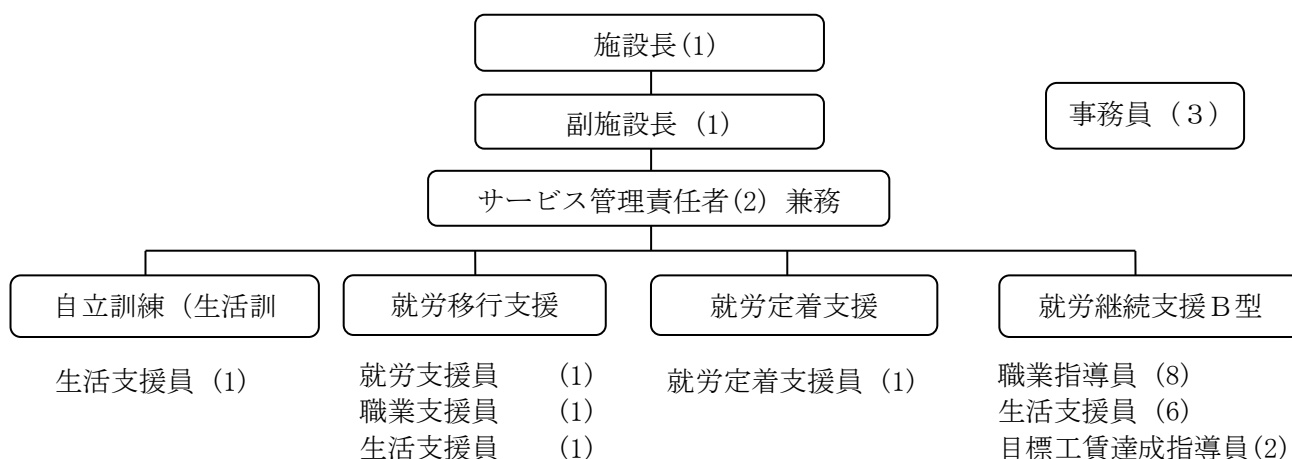 施設長(1)
副施設長 (1)
事務員（３）
サービス管理責任者(2) 兼務
自立訓練（生活訓
就労移行支援
就労定着支援
就労継続支援Ｂ型
生活支援員 (1)
就労支援員 (1)
職業支援員 (1)
生活支援員 (1)
就労定着支援員 (1)
職業指導員 (8)
生活支援員 (6)
目標工賃達成指導員(2)